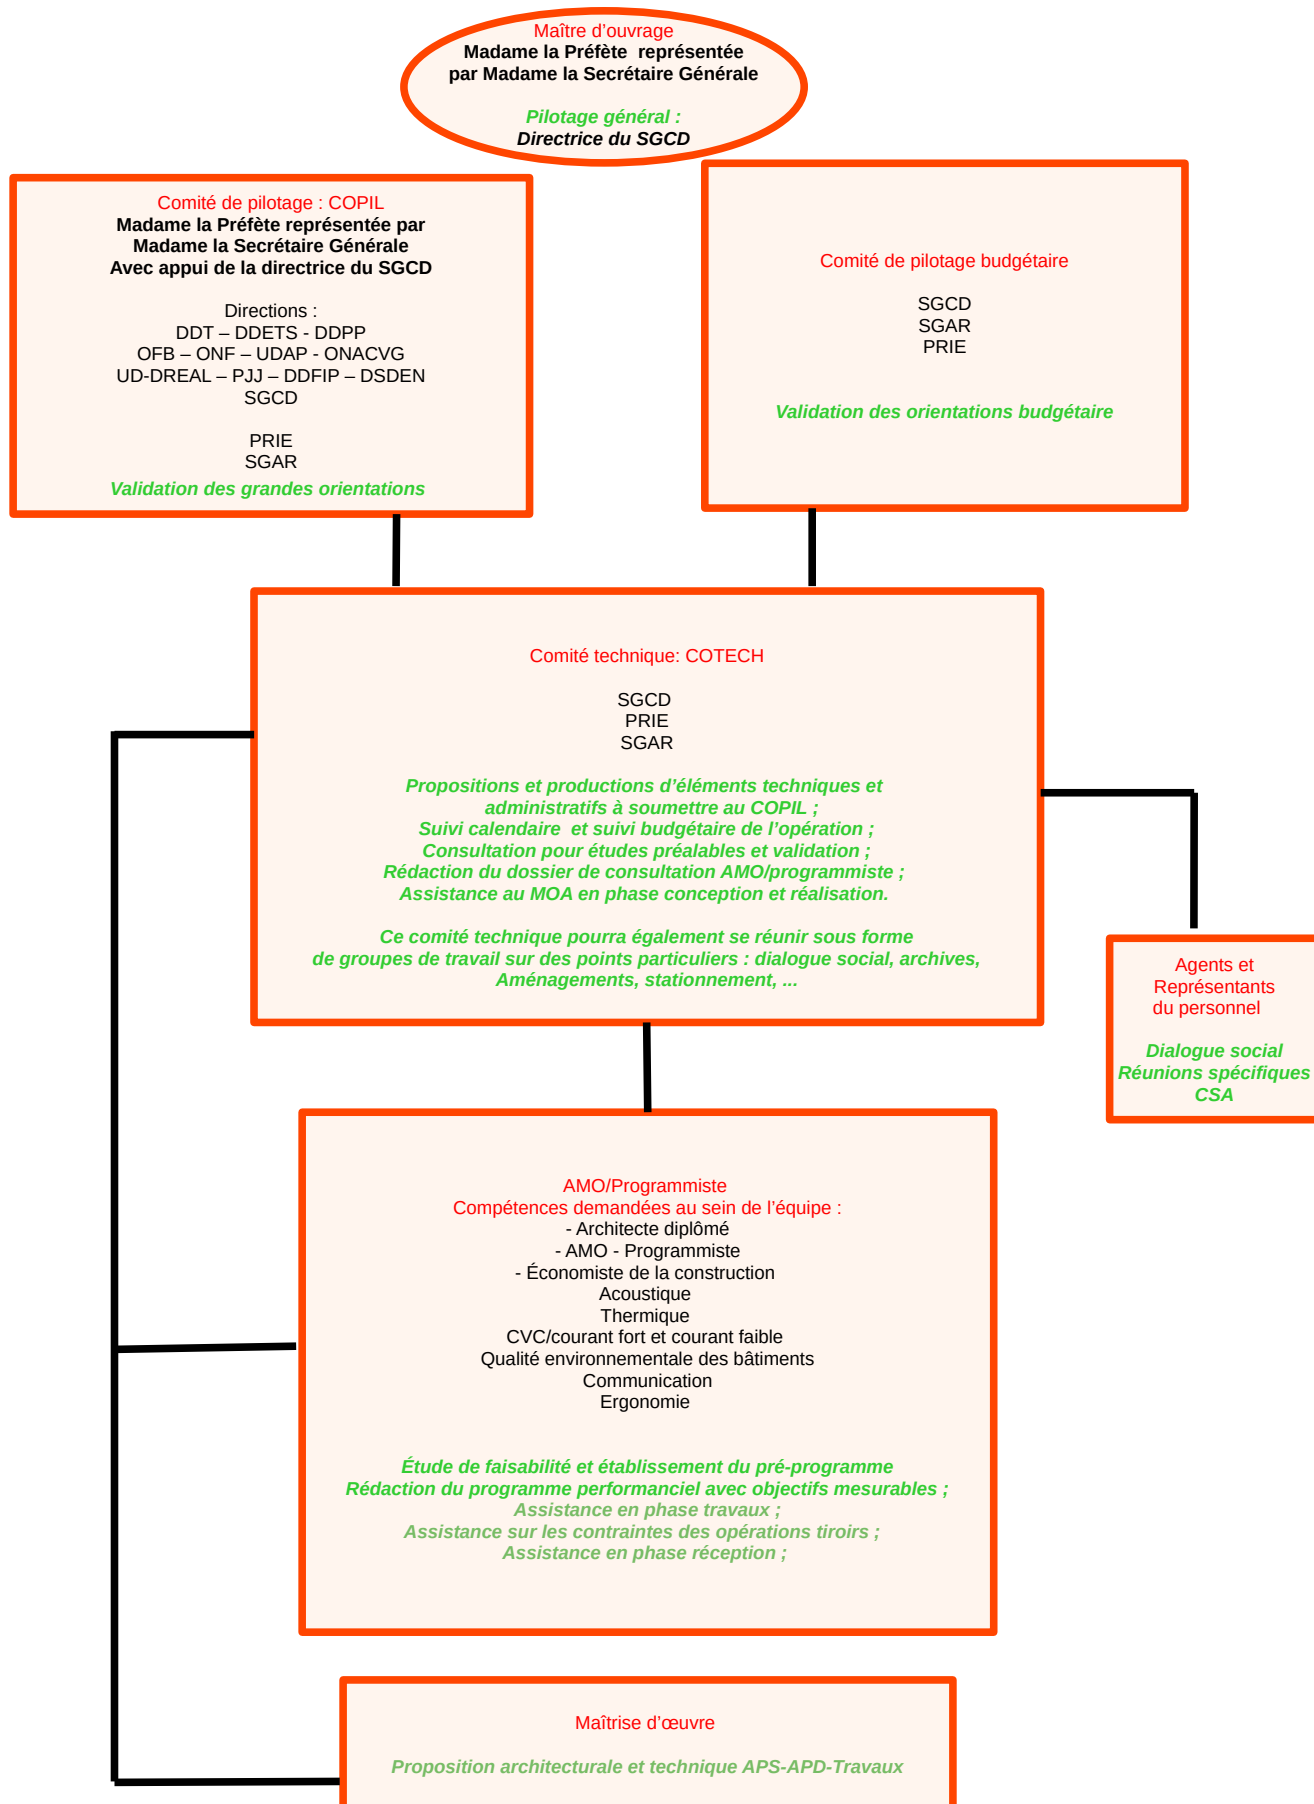 Maître d'ouvrage
Madame la Préfète représentée
par Madame la Secrétaire Générale
Pilotage général :
Directrice du SGCD
Comité de pilotage : COPIL
Madame la Préfète représentée par
Madame la Secrétaire Générale
Avec appui de la directrice du SGCD
Directions :
DDT – DDETS - DDPP
OFB – ONF – UDAP - ONACVG
UD-DREAL – PJJ – DDFIP – DSDEN
SGCD
PRIE
SGAR
Validation des grandes orientations
Comité de pilotage budgétaire
SGCD
SGAR
PRIE
Validation des orientations budgétaire
Comité technique: COTECH
SGCD
PRIE
SGAR
Propositions et productions d'éléments techniques et
administratifs à soumettre au COPIL ;
Suivi calendaire et suivi budgétaire de l'opération ;
Consultation pour études préalables et validation ;
Rédaction du dossier de consultation AMO/programmiste ;
Assistance au MOA en phase conception et réalisation.
Ce comité technique pourra également se réunir sous forme
de groupes de travail sur des points particuliers : dialogue social, archives,
Aménagements, stationnement, ...
Agents et
Représentants
du personnel
Dialogue social
Réunions spécifiques
CSA
AMO/Programmiste
Compétences demandées au sein de l'équipe :
- Architecte diplômé
- AMO - Programmiste
- Économiste de la construction
Acoustique
Thermique
CVC/courant fort et courant faible
Qualité environnementale des bâtiments
Communication
Ergonomie
Étude de faisabilité et établissement du pré-programme
Rédaction du programme performanciel avec objectifs mesurables ;
Assistance en phase travaux ;
Assistance sur les contraintes des opérations tiroirs ;
Assistance en phase réception ;
Maîtrise d'œuvre
Proposition architecturale et technique APS-APD-Travaux